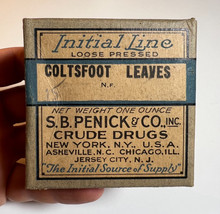 Initial Line
LOOSE PRESSED
COLTSFOOT LEAVES
N.F.
NET WEIGHT ONE OUNCE
S.B. PENICK & CO., INC.
CRUDE DRUGS
NEW YORK, N.Y., U.S.A.
ASHEVILLE, N.C. CHICAGO, ILL.
JERSEY CITY, N.J.
"The Initial Source of Supply"